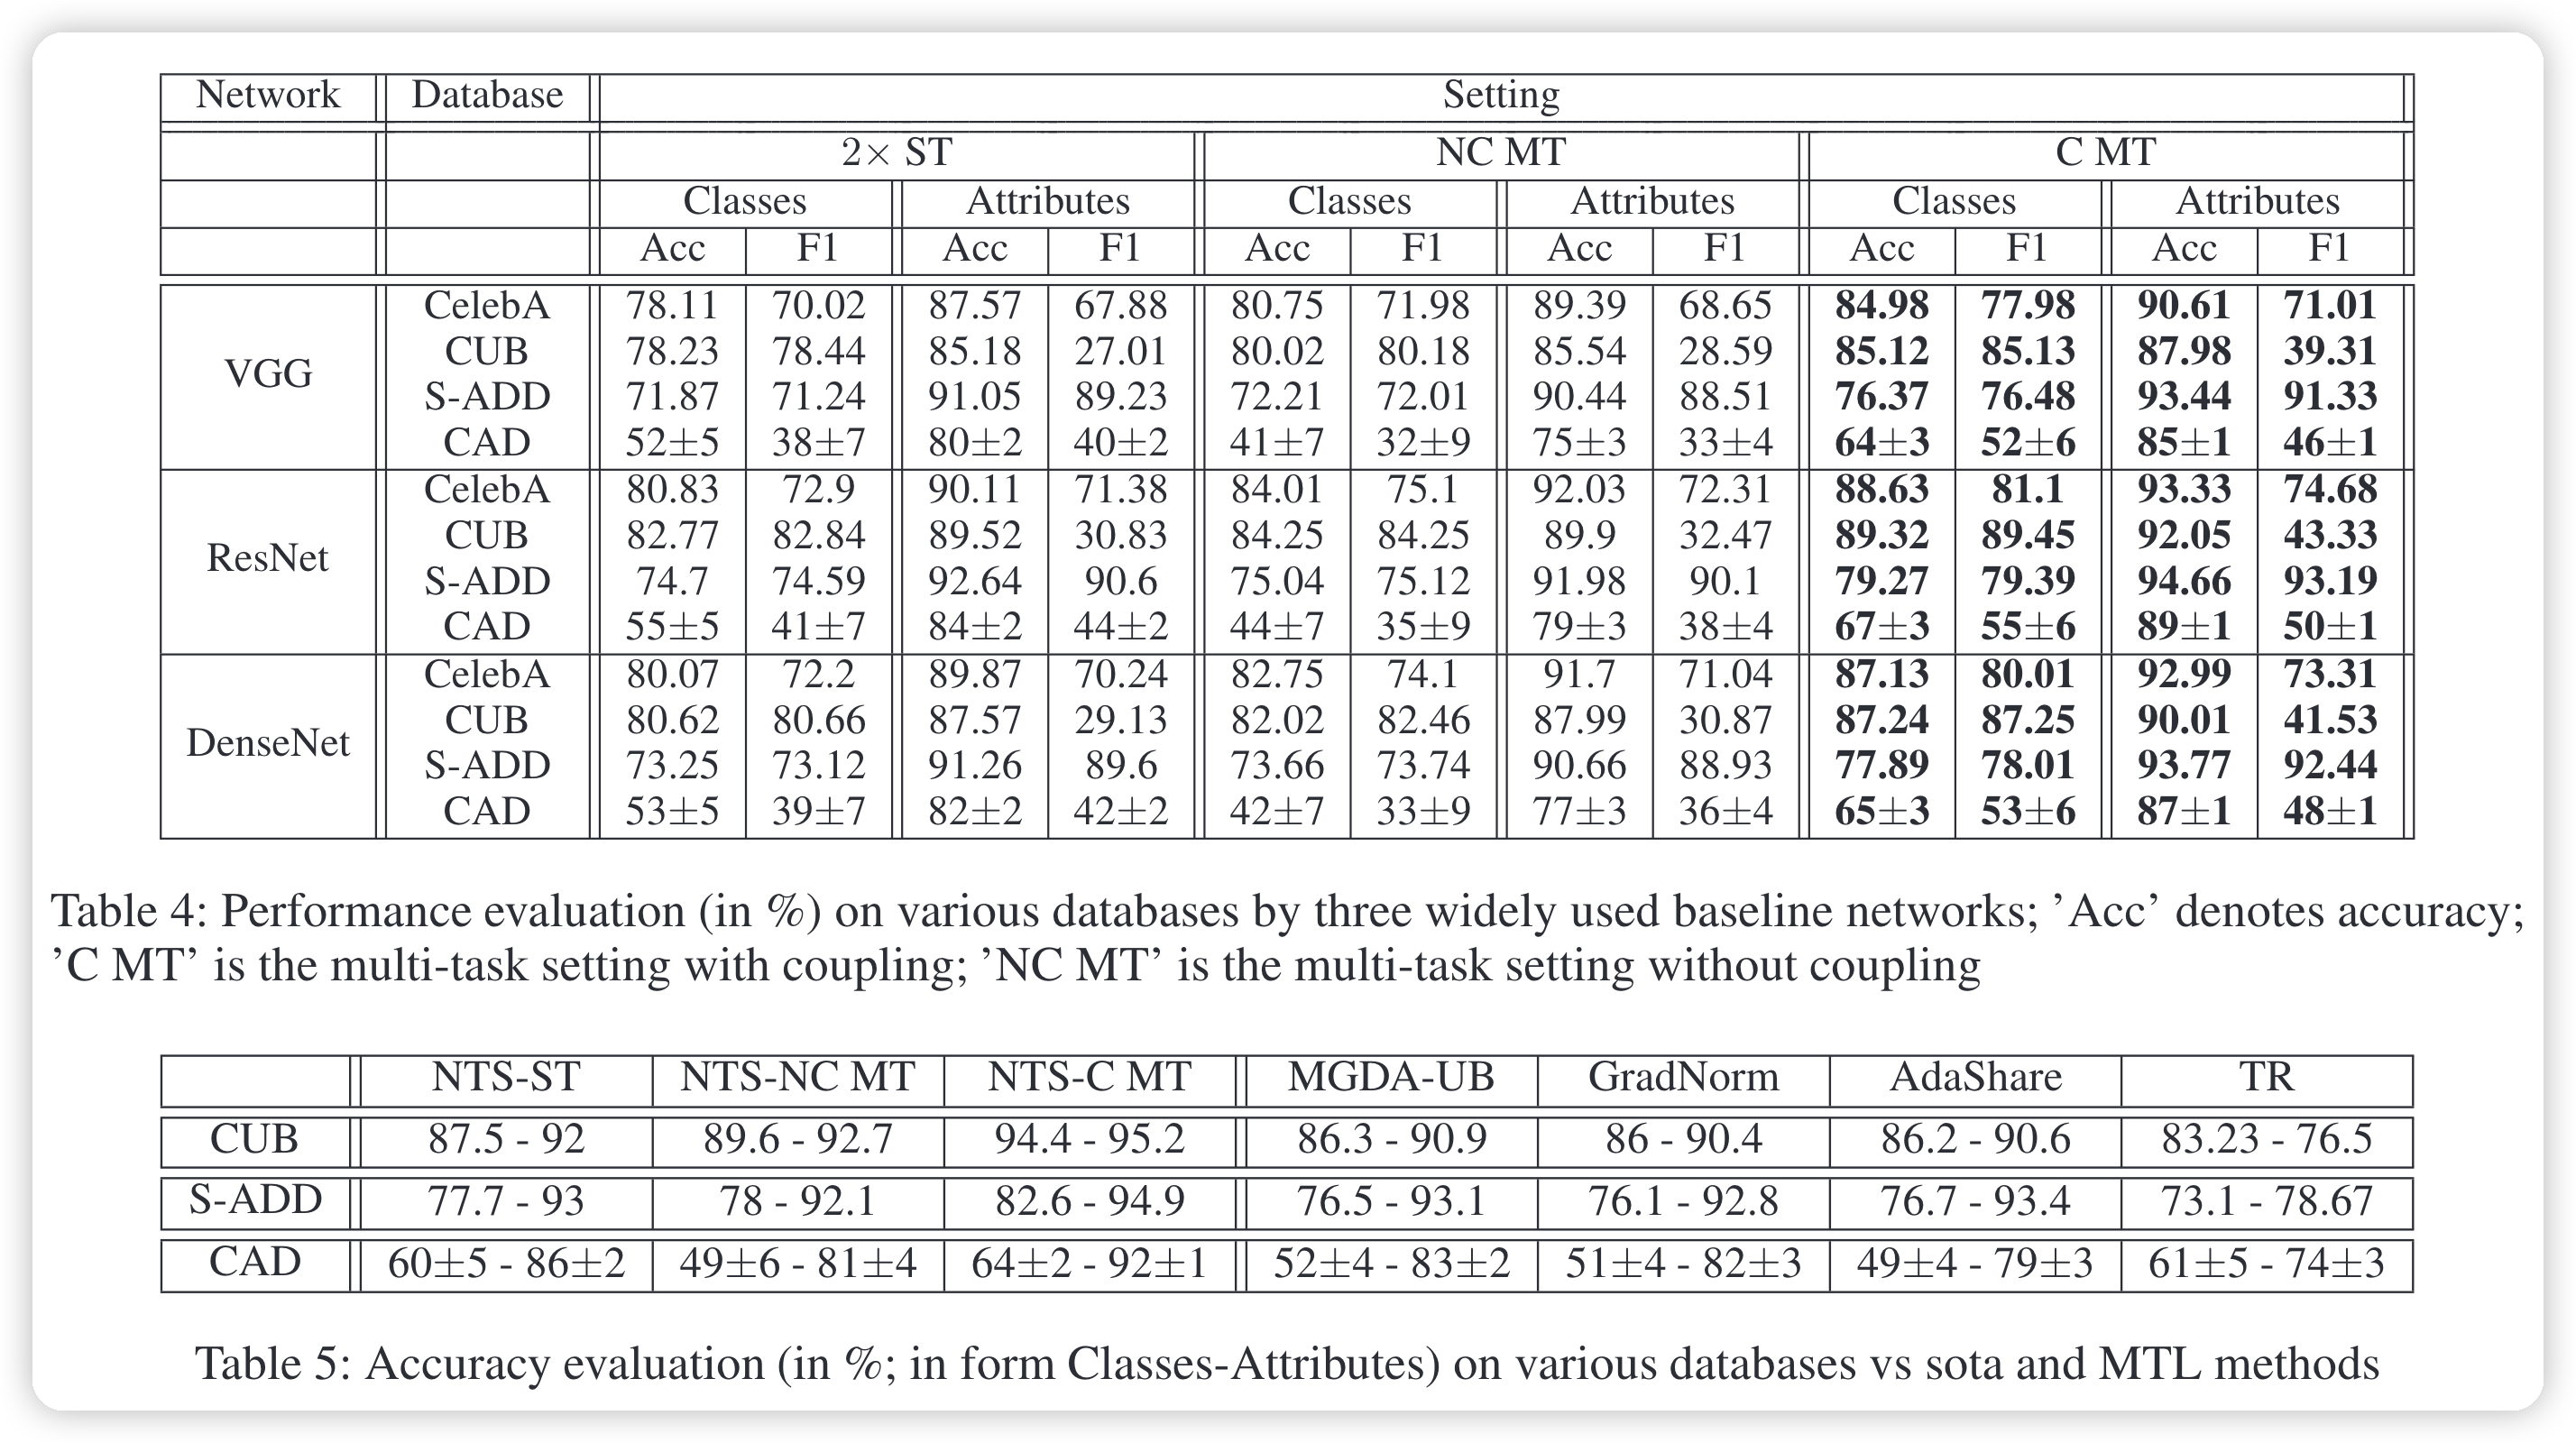 Network Database Setting
2× ST NC MT C MT
Classes Attributes Classes Attributes Classes Attributes
Acc F1 Acc F1 Acc F1 Acc F1 Acc F1 Acc F1
CelebA 78.11 70.02 87.57 67.88 80.75 71.98 89.39 68.65 84.98 77.98 90.61 71.01
CUB 78.23 78.44 85.18 27.01 80.02 80.18 85.54 28.59 85.12 85.13 87.98 39.31
VGG
S-ADD 71.87 71.24 91.05 89.23 72.21 72.01 90.44 88.51 76.37 76.48 93.44 91.33
CAD 52±5 38±7 80±2 40±2 41±7 32±9 75±3 33±4 64±3 52±6 85±1 46±1
CelebA 80.83 72.9 90.11 71.38 84.01 75.1 92.03 72.31 88.63 81.1 93.33 74.68
CUB 82.77 82.84 89.52 30.83 84.25 84.25 89.9 32.47 89.32 89.45 92.05 43.33
ResNet
S-ADD 74.7 74.59 92.64 90.6 75.04 75.12 91.98 90.1 79.27 79.39 94.66 93.19
CAD 55±5 41±7 84±2 44±2 44±7 35±9 79±3 38±4 67±3 55±6 89±1 50±1
CelebA 80.07 72.2 89.87 70.24 82.75 74.1 91.7 71.04 87.13 80.01 92.99 73.31
CUB 80.62 80.66 87.57 29.13 82.02 82.46 87.99 30.87 87.24 87.25 90.01 41.53
DenseNet
S-ADD 73.25 73.12 91.26 89.6 73.66 73.74 90.66 88.93 77.89 78.01 93.77 92.44
CAD 53±5 39±7 82±2 42±2 42±7 33±9 77±3 36±4 65±3 53±6 87±1 48±1
Table 4: Performance evaluation (in %) on various databases by three widely used baseline networks; ’Acc’ denotes accuracy;
’C MT’ is the multi-task setting with coupling; ’NC MT’ is the multi-task setting without coupling
NTS-ST NTS-NC MT NTS-C MT MGDA-UB GradNorm AdaShare TR
CUB 87.5 - 92 89.6 - 92.7 94.4 - 95.2 86.3 - 90.9 86 - 90.4 86.2 - 90.6 83.23 - 76.5
S-ADD 77.7 - 93 78 - 92.1 82.6 - 94.9 76.5 - 93.1 76.1 - 92.8 76.7 - 93.4 73.1 - 78.67
CAD 60±5 - 86±2 49±6 - 81±4 64±2 - 92±1 52±4 - 83±2 51±4 - 82±3 49±4 - 79±3 61±5 - 74±3
Table 5: Accuracy evaluation (in %; in form Classes-Attributes) on various databases vs sota and MTL methods